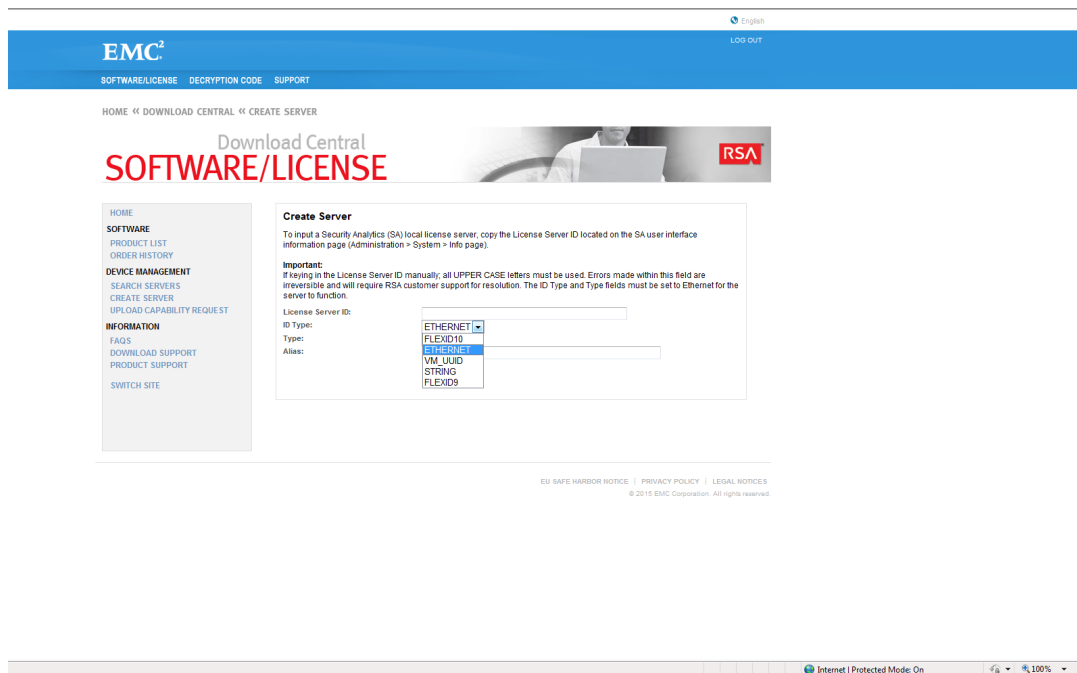 English
LOG OUT
EMC²
SOFTWARE/LICENSE DECRYPTION CODE SUPPORT
HOME « DOWNLOAD CENTRAL « CREATE SERVER
Download Central
SOFTWARE/LICENSE
RSA
HOME
SOFTWARE
PRODUCT LIST
ORDER HISTORY
DEVICE MANAGEMENT
SEARCH SERVERS
CREATE SERVER
UPLOAD CAPABILITY REQUEST
INFORMATION
FAQS
DOWNLOAD SUPPORT
PRODUCT SUPPORT
SWITCH SITE
Create Server
To input a Security Analytics (SA) local license server, copy the License Server ID located on the SA user interface
information page (Administration > System > Info page).
Important:
If keying in the License Server ID manually, all UPPER CASE letters must be used. Errors made within this field are
irreversible and will require RSA customer support for resolution. The ID Type and Type fields must be set to Ethernet for the
server to function.
License Server ID:
ID Type:
ETHERNET
Type:
FLEXID10
Alias:
ETHERNET
VM_UUID
STRING
FLEXID9
EU SAFE HARBOR NOTICE | PRIVACY POLICY | LEGAL NOTICES
© 2015 EMC Corporation. All rights reserved.
Internet | Protected Mode: On
100%